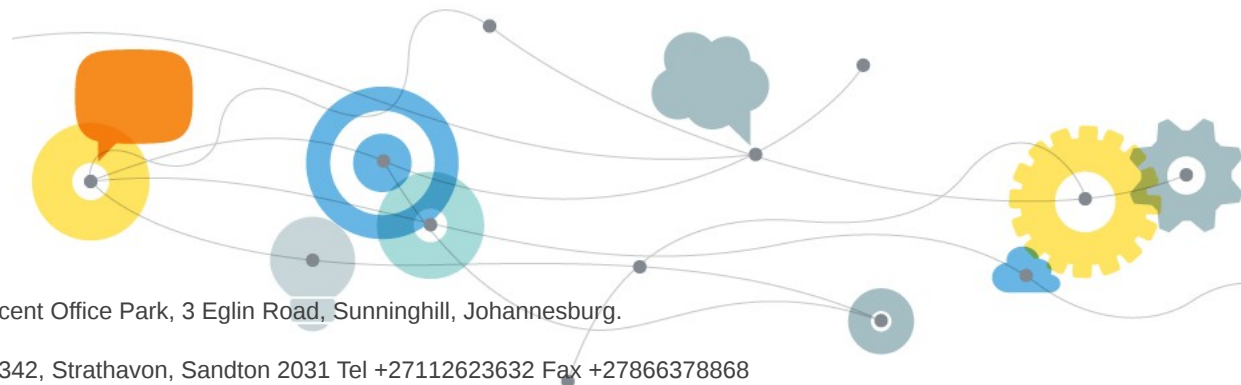 cent Office Park, 3 Eglin Road, Sunninghill, Johannesburg.
342, Strathavon, Sandton 2031 Tel +27112623632 Fax +27866378868